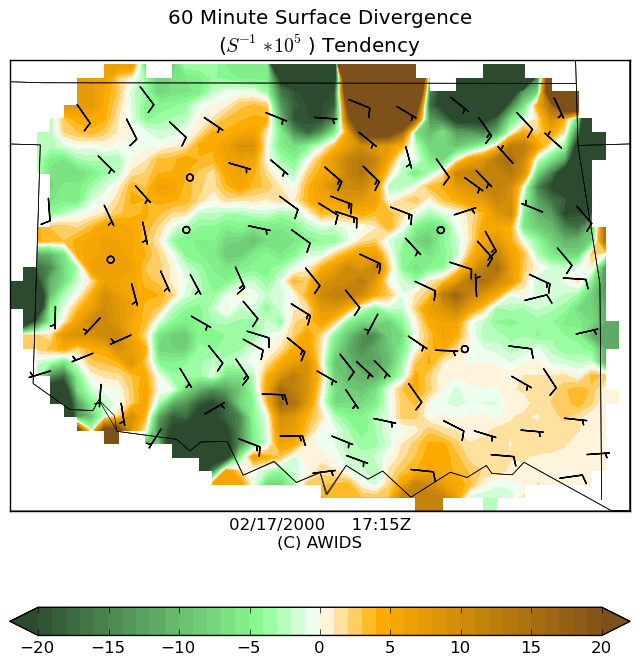 60 Minute Surface Divergence
(S⁻¹ * 10⁵ ) Tendency
02/17/2000 17:15Z
(C) AWIDS
−20 −15 −10 −5 0 5 10 15 20